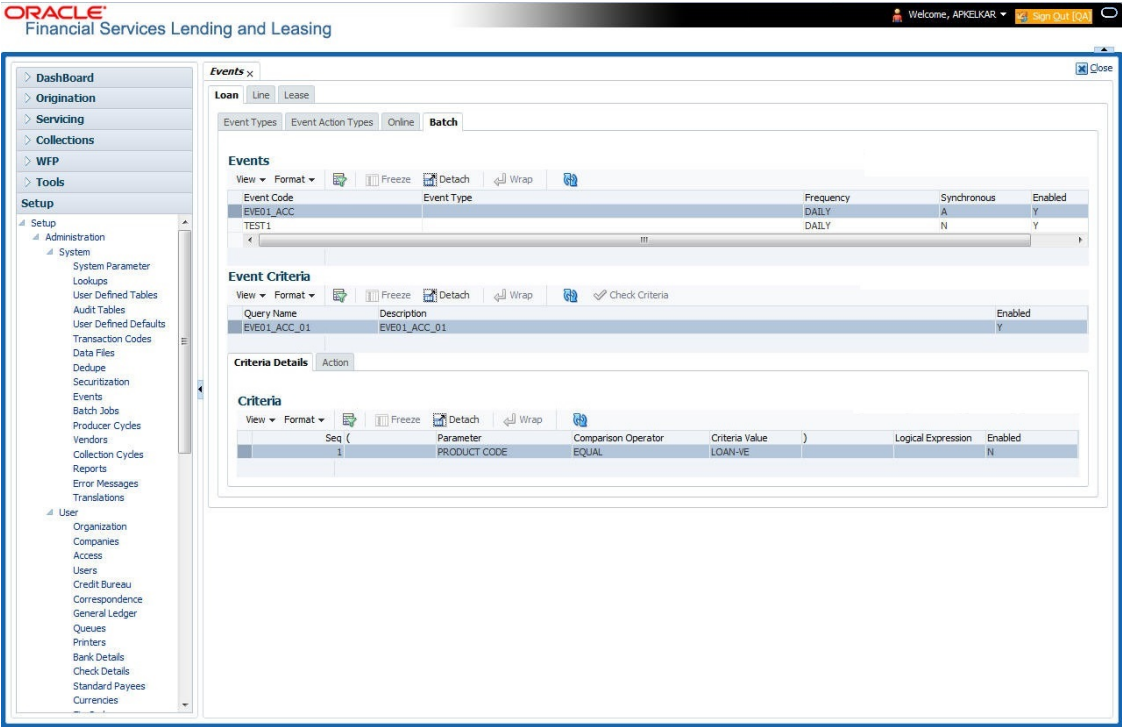 ORACLE®
Financial Services Lending and Leasing
Welcome, APKELKAR
Sign Out [QA]
DashBoard
Origination
Servicing
Collections
WFP
Tools
Setup
Setup
Administration
System
System Parameter
Lookups
User Defined Tables
Audit Tables
User Defined Defaults
Transaction Codes
Data Files
Dedupe
Securitization
Events
Batch Jobs
Producer Cycles
Vendors
Collection Cycles
Reports
Error Messages
Translations
User
Organization
Companies
Access
Users
Credit Bureau
Correspondence
General Ledger
Queues
Printers
Bank Details
Check Details
Standard Payees
Currencies
Events x
Close
Loan Line Lease
Event Types Event Action Types Online Batch
Events
View Format Freeze Detach Wrap
Event Code Event Type Frequency Synchronous Enabled
EVE01_ACC DAILY A Y
TEST1 DAILY N Y
Event Criteria
View Format Freeze Detach Wrap Check Criteria
Query Name Description Enabled
EVE01_ACC_01 EVE01_ACC_01 Y
Criteria Details Action
Criteria
View Format Freeze Detach Wrap
Seq ( Parameter Comparison Operator Criteria Value ) Logical Expression Enabled
1 PRODUCT CODE EQUAL LOAN-VE N